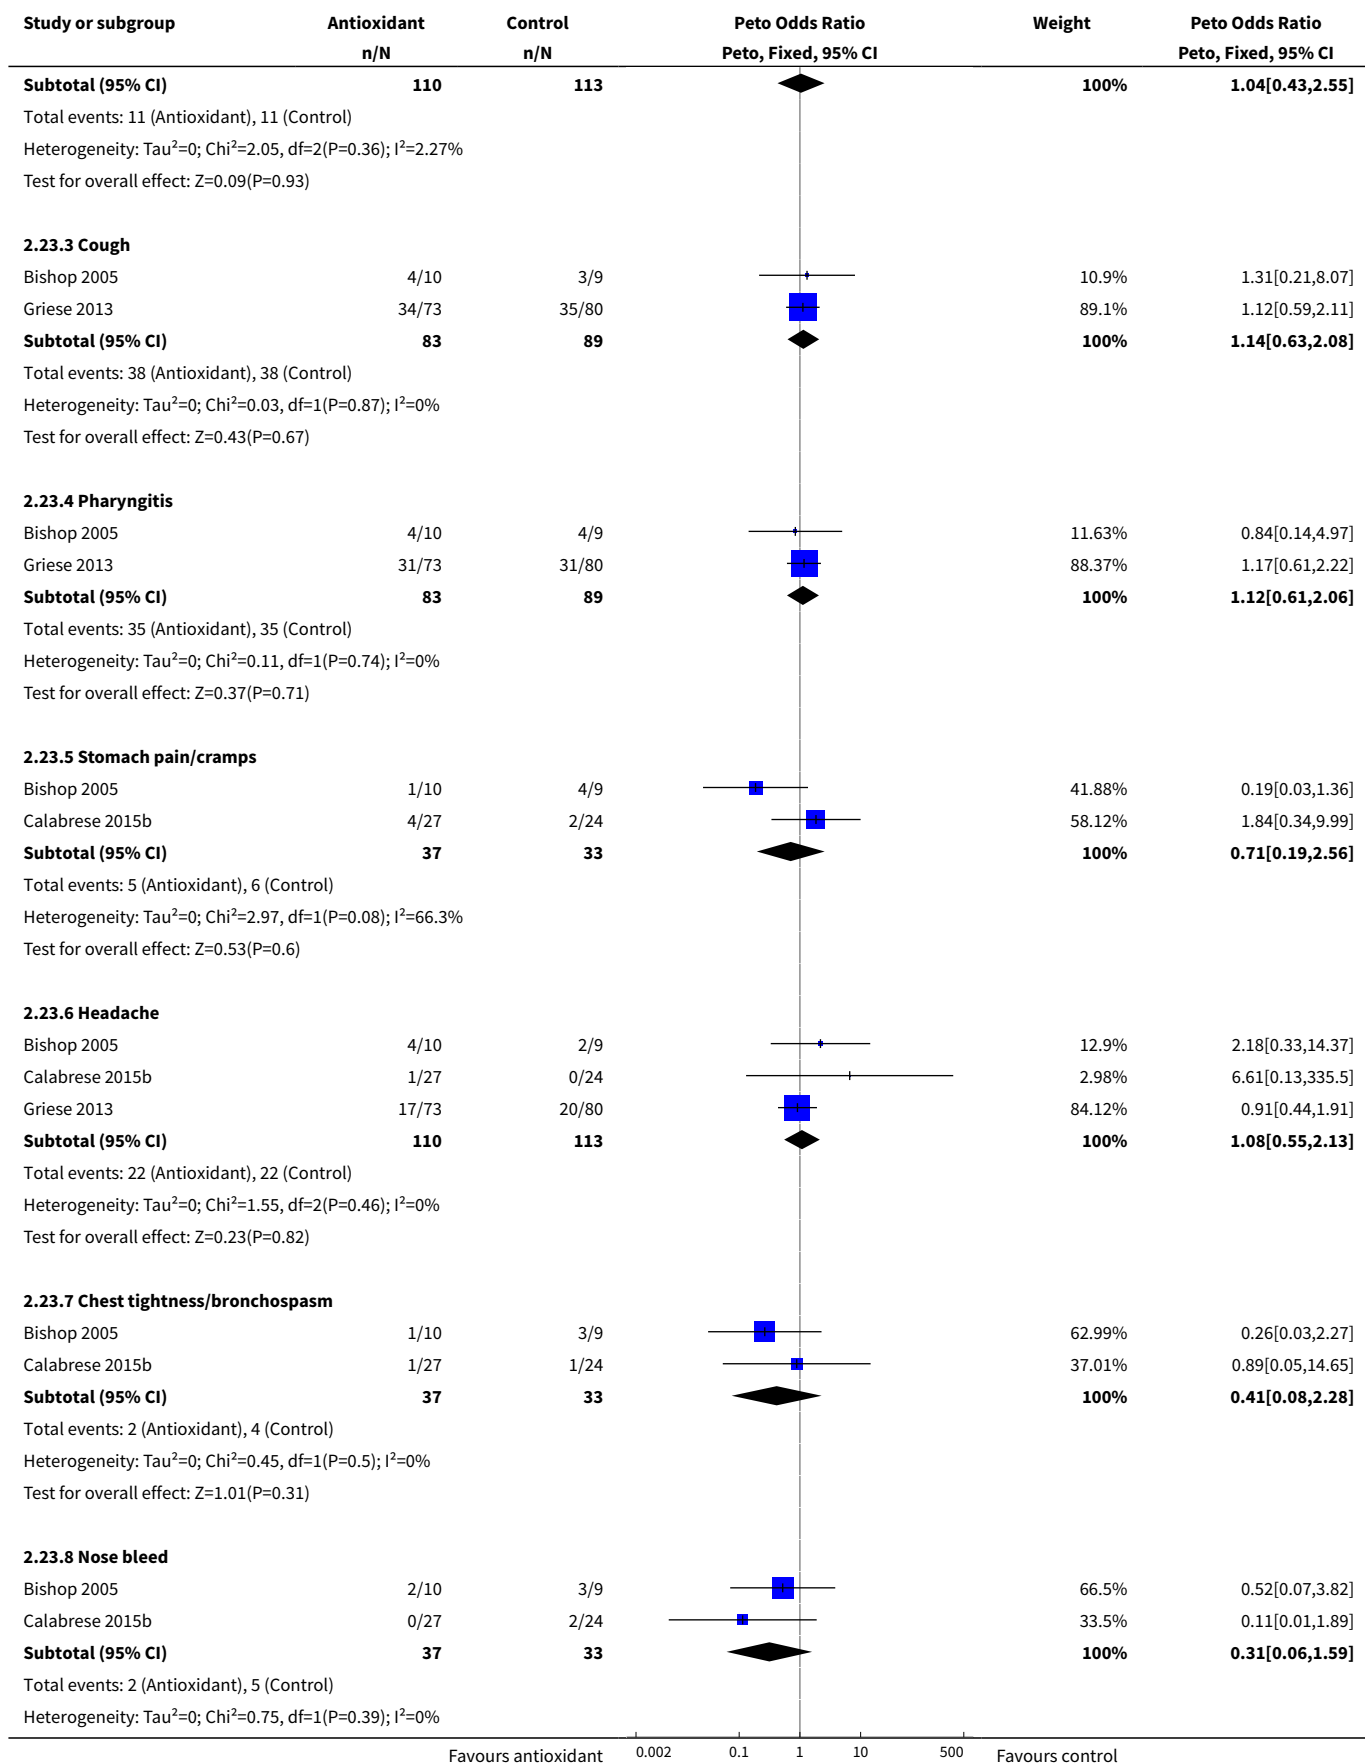 Study or subgroup Antioxidant Control Peto Odds Ratio Weight Peto Odds Ratio
n/N n/N Peto, Fixed, 95% CI Peto, Fixed, 95% CI
Subtotal (95% CI) 110 113 100% 1.04[0.43,2.55]
Total events: 11 (Antioxidant), 11 (Control)
Heterogeneity: Tau²=0; Chi²=2.05, df=2(P=0.36); I²=2.27%
Test for overall effect: Z=0.09(P=0.93)
2.23.3 Cough
Bishop 2005 4/10 3/9 10.9% 1.31[0.21,8.07]
Griese 2013 34/73 35/80 89.1% 1.12[0.59,2.11]
Subtotal (95% CI) 83 89 100% 1.14[0.63,2.08]
Total events: 38 (Antioxidant), 38 (Control)
Heterogeneity: Tau²=0; Chi²=0.03, df=1(P=0.87); I²=0%
Test for overall effect: Z=0.43(P=0.67)
2.23.4 Pharyngitis
Bishop 2005 4/10 4/9 11.63% 0.84[0.14,4.97]
Griese 2013 31/73 31/80 88.37% 1.17[0.61,2.22]
Subtotal (95% CI) 83 89 100% 1.12[0.61,2.06]
Total events: 35 (Antioxidant), 35 (Control)
Heterogeneity: Tau²=0; Chi²=0.11, df=1(P=0.74); I²=0%
Test for overall effect: Z=0.37(P=0.71)
2.23.5 Stomach pain/cramps
Bishop 2005 1/10 4/9 41.88% 0.19[0.03,1.36]
Calabrese 2015b 4/27 2/24 58.12% 1.84[0.34,9.99]
Subtotal (95% CI) 37 33 100% 0.71[0.19,2.56]
Total events: 5 (Antioxidant), 6 (Control)
Heterogeneity: Tau²=0; Chi²=2.97, df=1(P=0.08); I²=66.3%
Test for overall effect: Z=0.53(P=0.6)
2.23.6 Headache
Bishop 2005 4/10 2/9 12.9% 2.18[0.33,14.37]
Calabrese 2015b 1/27 0/24 2.98% 6.61[0.13,335.5]
Griese 2013 17/73 20/80 84.12% 0.91[0.44,1.91]
Subtotal (95% CI) 110 113 100% 1.08[0.55,2.13]
Total events: 22 (Antioxidant), 22 (Control)
Heterogeneity: Tau²=0; Chi²=1.55, df=2(P=0.46); I²=0%
Test for overall effect: Z=0.23(P=0.82)
2.23.7 Chest tightness/bronchospasm
Bishop 2005 1/10 3/9 62.99% 0.26[0.03,2.27]
Calabrese 2015b 1/27 1/24 37.01% 0.89[0.05,14.65]
Subtotal (95% CI) 37 33 100% 0.41[0.08,2.28]
Total events: 2 (Antioxidant), 4 (Control)
Heterogeneity: Tau²=0; Chi²=0.45, df=1(P=0.5); I²=0%
Test for overall effect: Z=1.01(P=0.31)
2.23.8 Nose bleed
Bishop 2005 2/10 3/9 66.5% 0.52[0.07,3.82]
Calabrese 2015b 0/27 2/24 33.5% 0.11[0.01,1.89]
Subtotal (95% CI) 37 33 100% 0.31[0.06,1.59]
Total events: 2 (Antioxidant), 5 (Control)
Heterogeneity: Tau²=0; Chi²=0.75, df=1(P=0.39); I²=0%
Favours antioxidant 0.002 0.1 1 10 500 Favours control